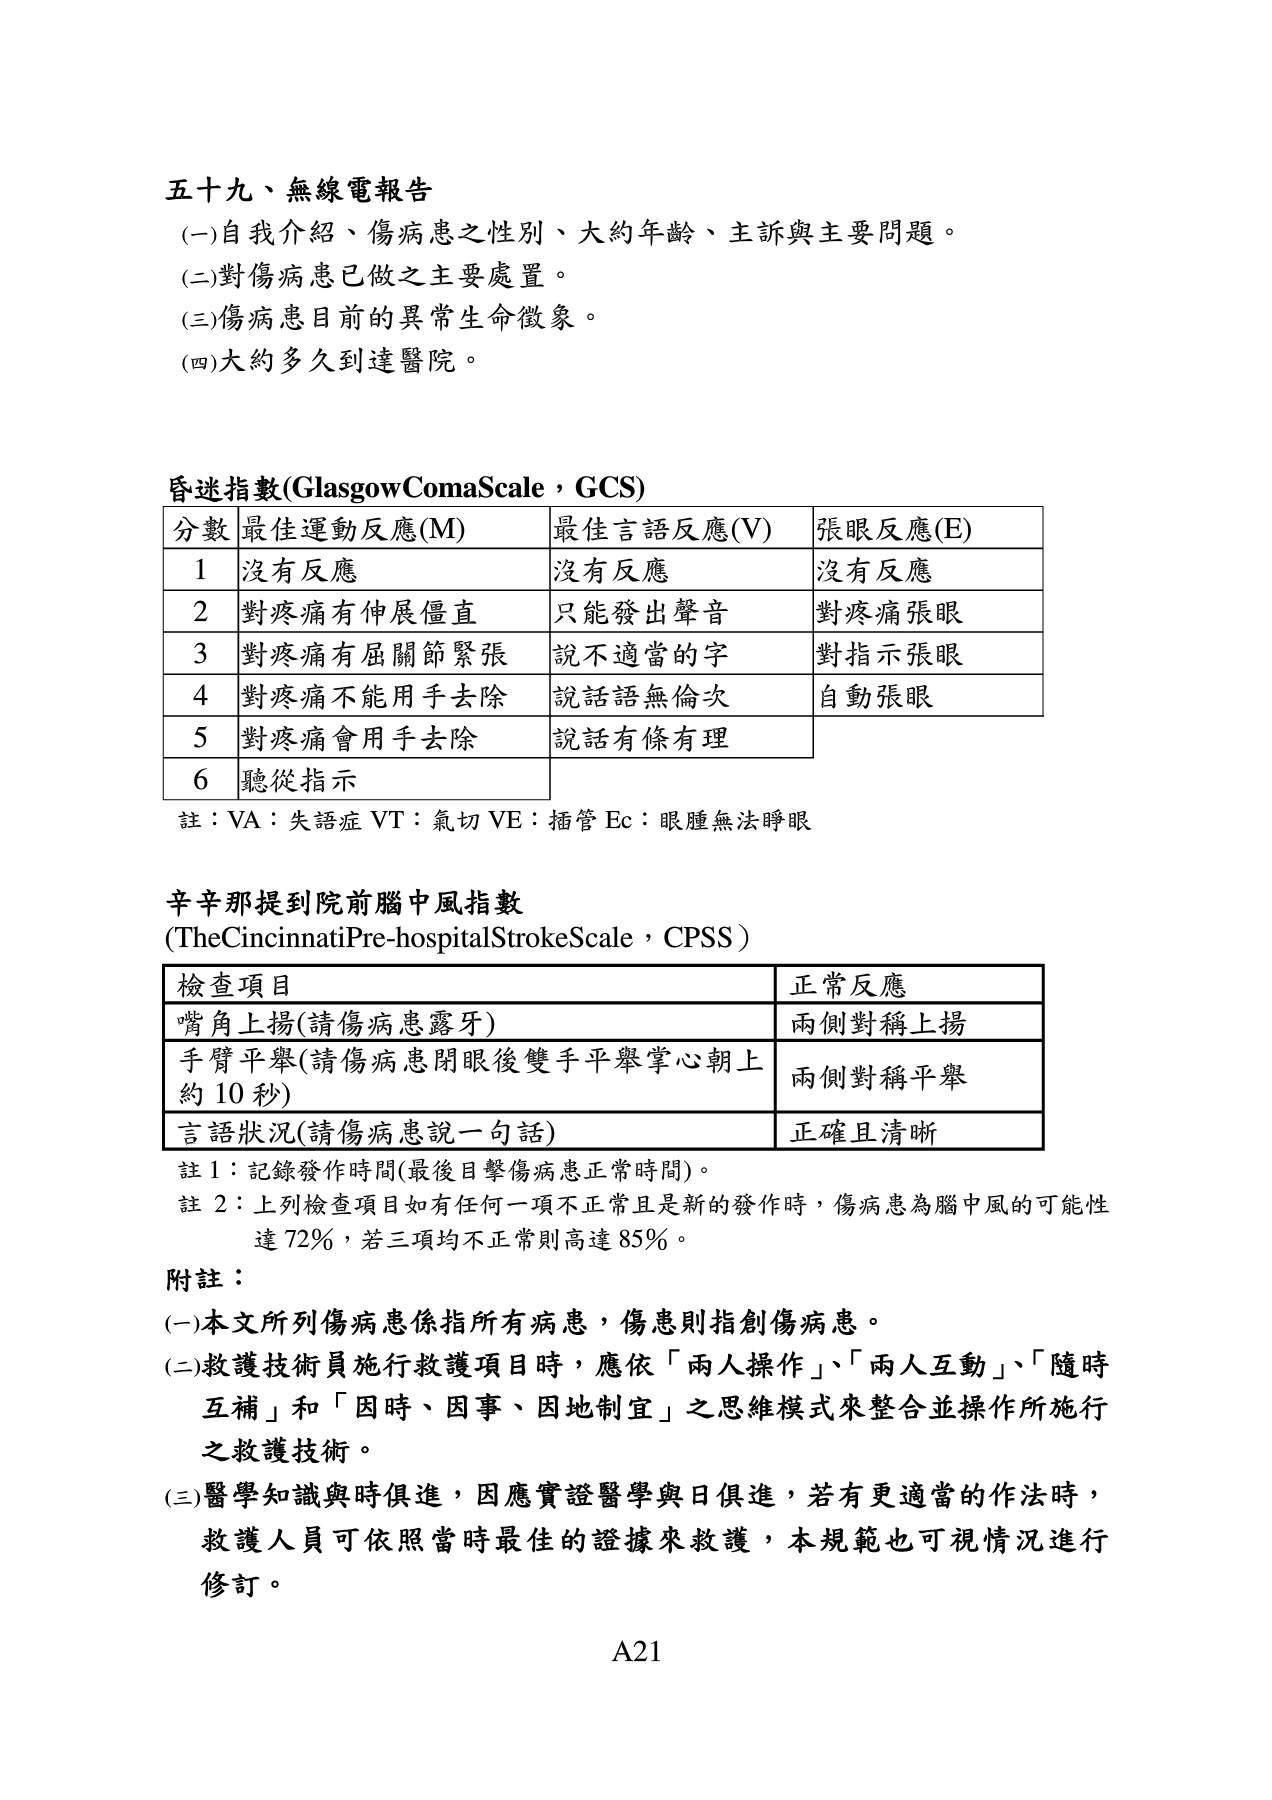 五十九、無線電報告
(一)自我介紹、傷病患之性別、大約年齡、主訴與主要問題。
(二)對傷病患已做之主要處置。
(三)傷病患目前的異常生命徵象。
(四)大約多久到達醫院。
昏迷指數(GlasgowComaScale，GCS)
分數 最佳運動反應(M) 最佳言語反應(V) 張眼反應(E)
1 沒有反應 沒有反應 沒有反應
2 對疼痛有伸展僵直 只能發出聲音 對疼痛張眼
3 對疼痛有屈關節緊張 說不適當的字 對指示張眼
4 對疼痛不能用手去除 說話語無倫次 自動張眼
5 對疼痛會用手去除 說話有條有理
6 聽從指示
註：VA：失語症 VT：氣切 VE：插管 Ec：眼腫無法睜眼
辛辛那提到院前腦中風指數
(TheCincinnatiPre-hospitalStrokeScale，CPSS）
檢查項目 正常反應
嘴角上揚(請傷病患露牙) 兩側對稱上揚
手臂平舉(請傷病患閉眼後雙手平舉掌心朝上
約 10 秒) 兩側對稱平舉
言語狀況(請傷病患說一句話) 正確且清晰
註 1：記錄發作時間(最後目擊傷病患正常時間)。
註 2：上列檢查項目如有任何一項不正常且是新的發作時，傷病患為腦中風的可能性
達 72％，若三項均不正常則高達 85％。
附註：
(一)本文所列傷病患係指所有病患，傷患則指創傷病患。
(二)救護技術員施行救護項目時，應依「兩人操作」、「兩人互動」、「隨時
互補」和「因時、因事、因地制宜」之思維模式來整合並操作所施行
之救護技術。
(三)醫學知識與時俱進，因應實證醫學與日俱進，若有更適當的作法時，
救護人員可依照當時最佳的證據來救護，本規範也可視情況進行
修訂。
A21